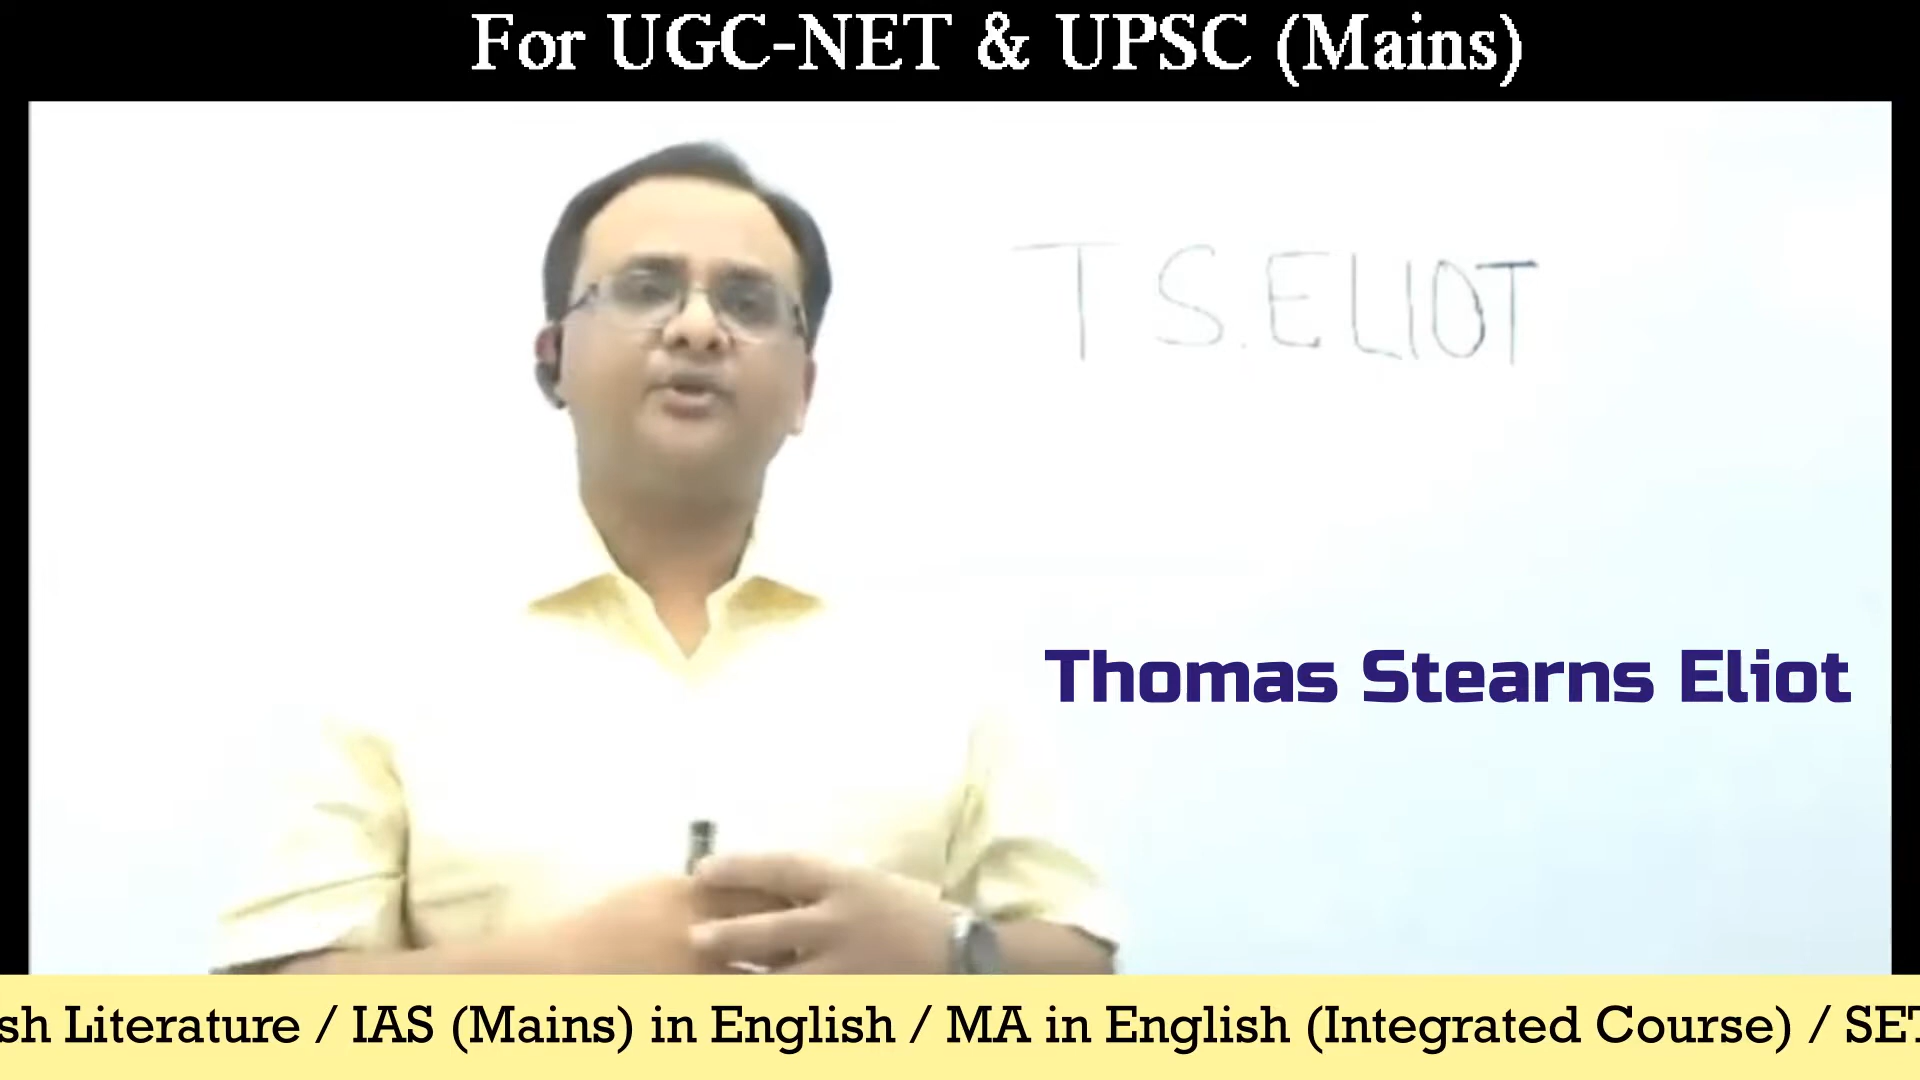 For UGC-NET & UPSC (Mains)
T S. ELIOT
Thomas Stearns Eliot
sh Literature / IAS (Mains) in English / MA in English (Integrated Course) / SET